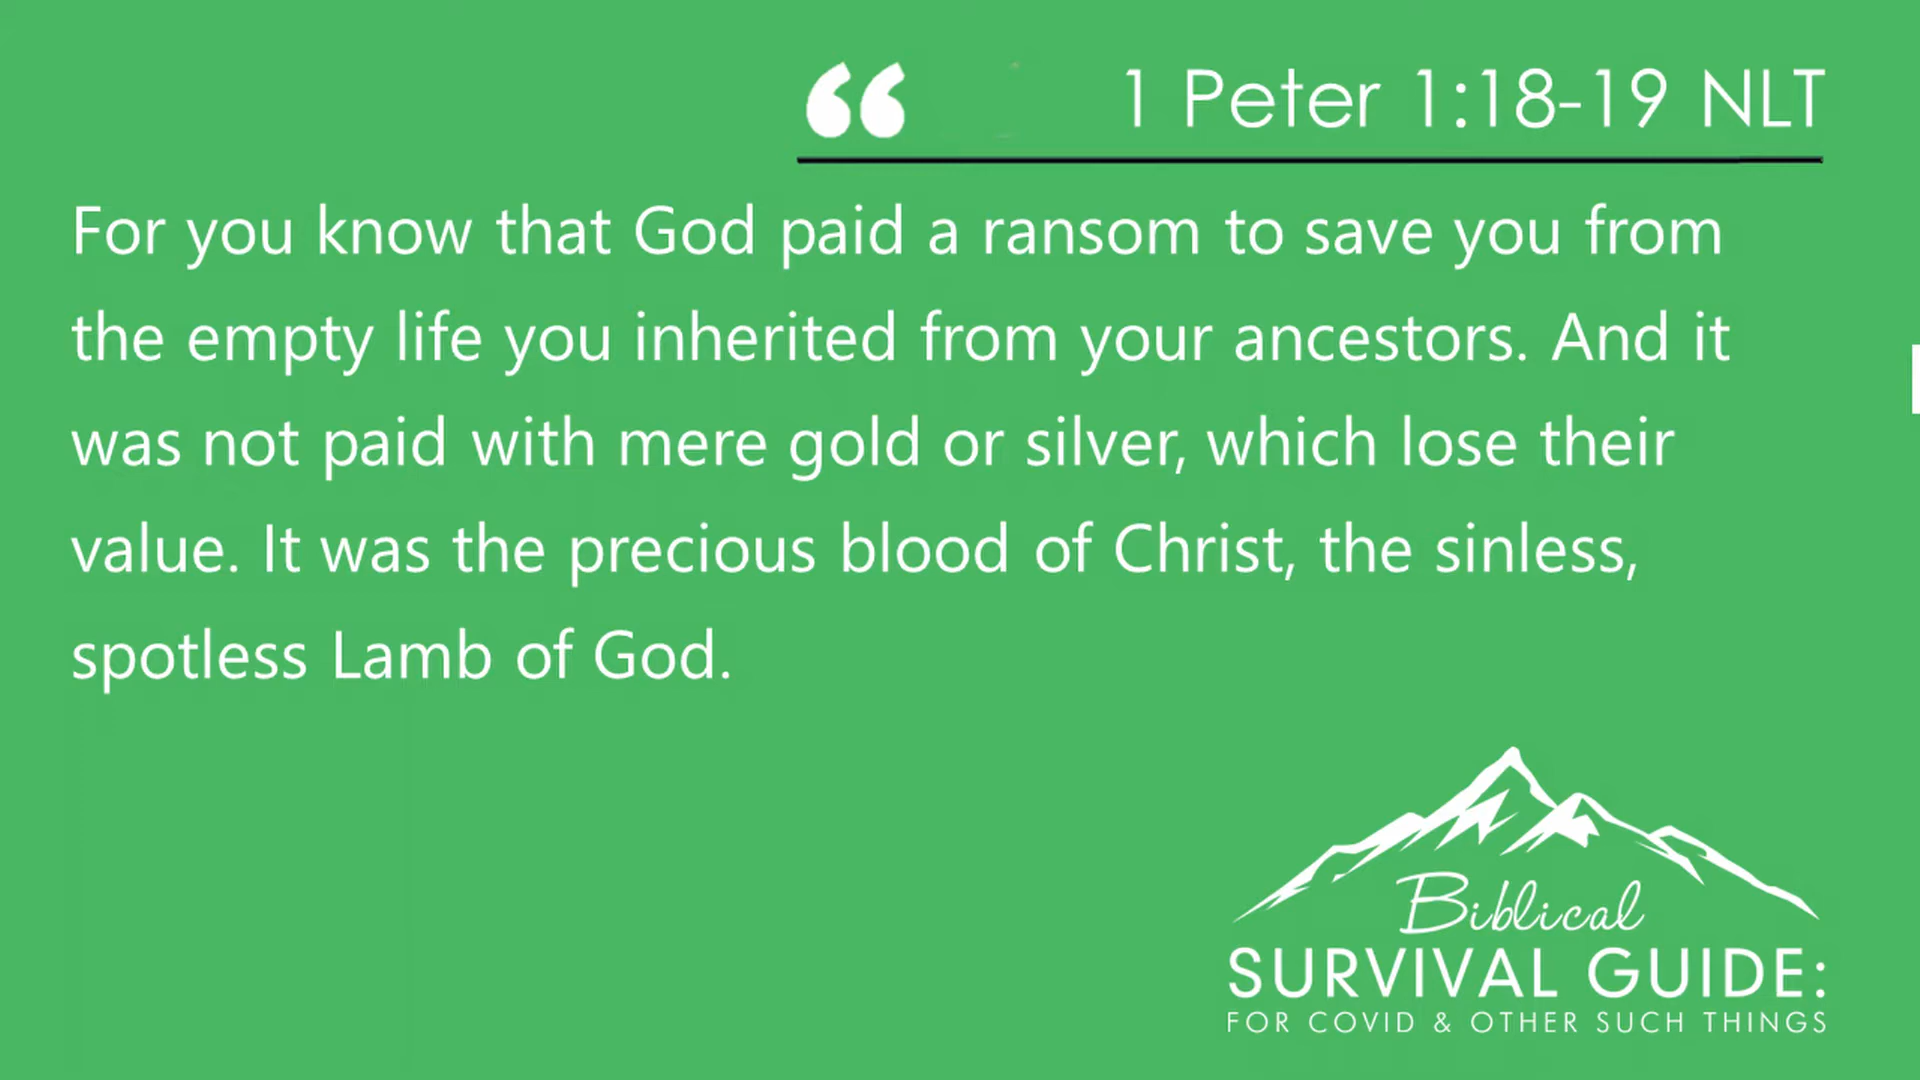 “ 1 Peter 1:18-19 NLT
For you know that God paid a ransom to save you from
the empty life you inherited from your ancestors. And it
was not paid with mere gold or silver, which lose their
value. It was the precious blood of Christ, the sinless,
spotless Lamb of God.
Biblical
SURVIVAL GUIDE:
FOR COVID & OTHER SUCH THINGS